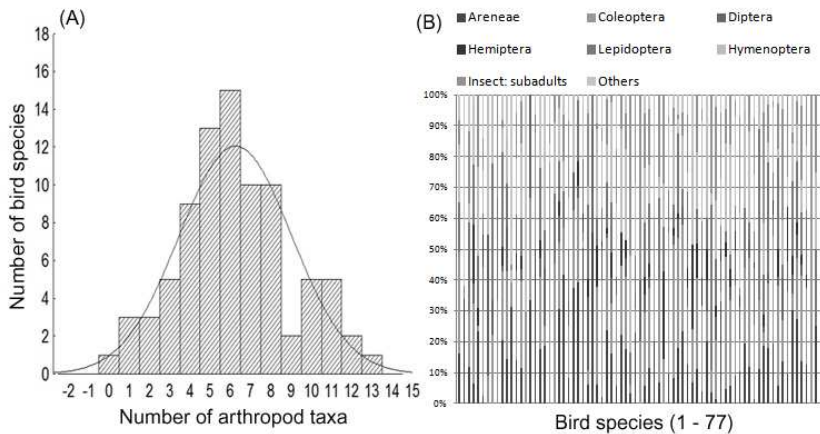 (A)
18
16
14
12
10
8
6
4
2
0
Number of bird species
-2 -1 0 1 2 3 4 5 6 7 8 9 10 11 12 13 14 15
Number of arthropod taxa
(B)
Areneae Coleoptera Diptera
Hemiptera Lepidoptera Hymenoptera
Insect: subadults Others
100%
90%
80%
70%
60%
50%
40%
30%
20%
10%
0%
Bird species (1 - 77)